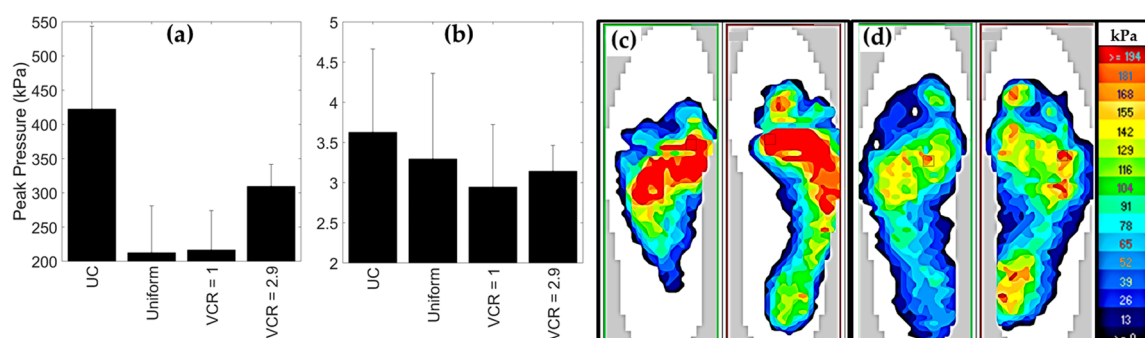 (a)
Peak Pressure (kPa)
550
500
450
400
350
300
250
200
UC
Uniform
VCR = 1
VCR = 2.9
(b)
5
4.5
4
3.5
3
2.5
2
UC
Uniform
VCR = 1
VCR = 2.9
(c)
(d)
kPa
>= 194
181
168
155
142
129
116
104
91
78
65
52
39
26
13